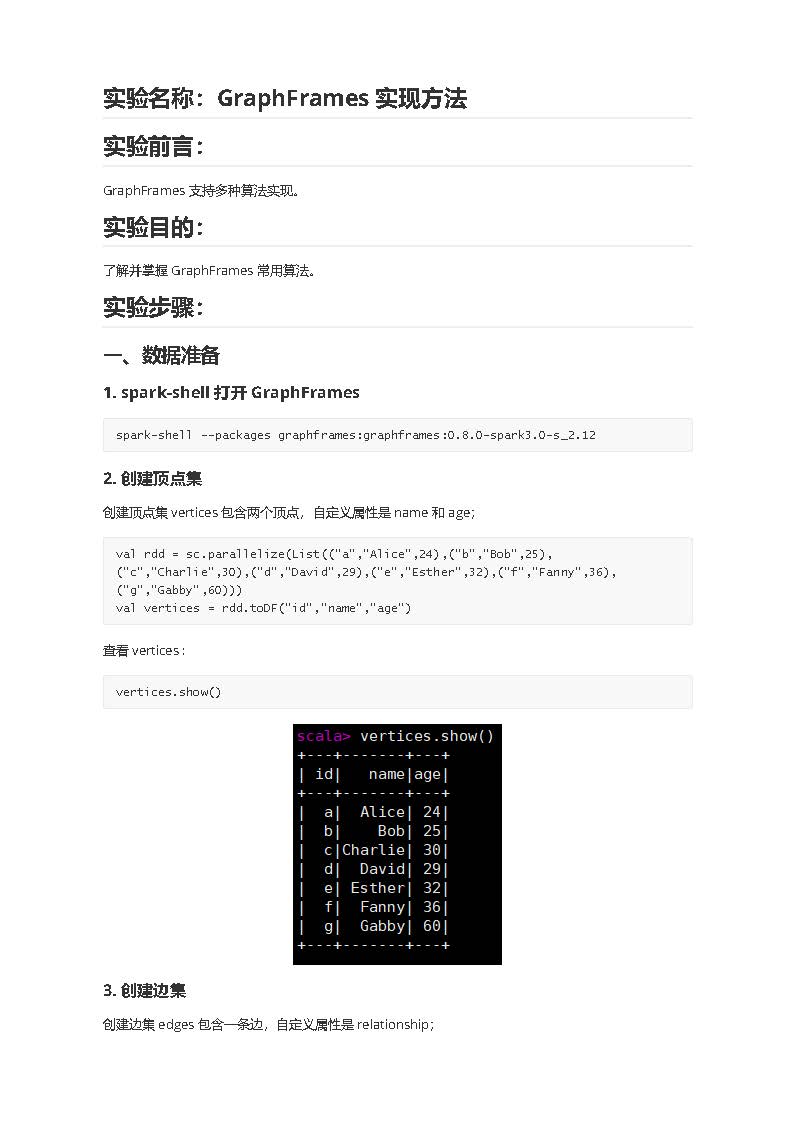 实验名称：GraphFrames 实现方法
实验前言：
GraphFrames 支持多种算法实现。
实验目的：
了解并掌握 GraphFrames 常用算法。
实验步骤：
一、数据准备
1. spark-shell 打开 GraphFrames
spark-shell --packages graphframes:graphframes:0.8.0-spark3.0-s_2.12
2. 创建顶点集
创建顶点集 vertices 包含两个顶点，自定义属性是 name 和 age；
val rdd = sc.parallelize(List(("a","Alice",24),("b","Bob",25),
("c","Charlie",30),("d","David",29),("e","Esther",32),("f","Fanny",36),
("g","Gabby",60)))
val vertices = rdd.toDF("id","name","age")
查看 vertices：
vertices.show()
scala> vertices.show()
+---+-------+---+
| id|   name|age|
+---+-------+---+
|  a|  Alice| 24|
|  b|    Bob| 25|
|  c|Charlie| 30|
|  d|  David| 29|
|  e| Esther| 32|
|  f|  Fanny| 36|
|  g|  Gabby| 60|
+---+-------+---+
3. 创建边集
创建边集 edges 包含一条边，自定义属性是 relationship；